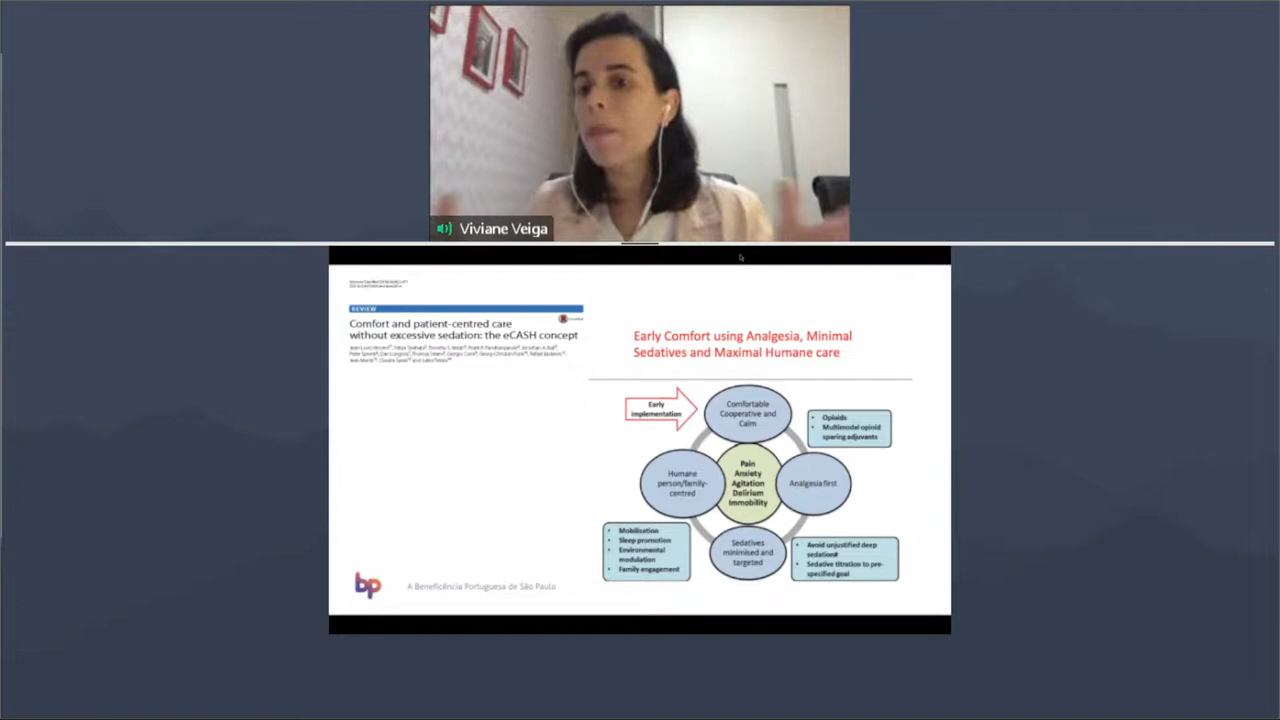 Viviane Veiga
REVIEW
Comfort and patient-centred care
without excessive sedation: the eCASH concept
Early Comfort using Analgesia, Minimal
Sedatives and Maximal Humane care
Early
implementation
Comfortable
Cooperative and
Calm
• Opioids
• Multimodal opioid
sparing adjuvants
Humane
person/family-
centred
Pain
Anxiety
Agitation
Delirium
Immobility
Analgesia first
• Mobilisation
• Sleep promotion
• Environmental
modulation
• Family engagement
Sedatives
minimised and
targeted
• Avoid unjustified deep
sedation#
• Sedative titration to pre-
specified goal
bp
A Beneficência Portuguesa de São Paulo